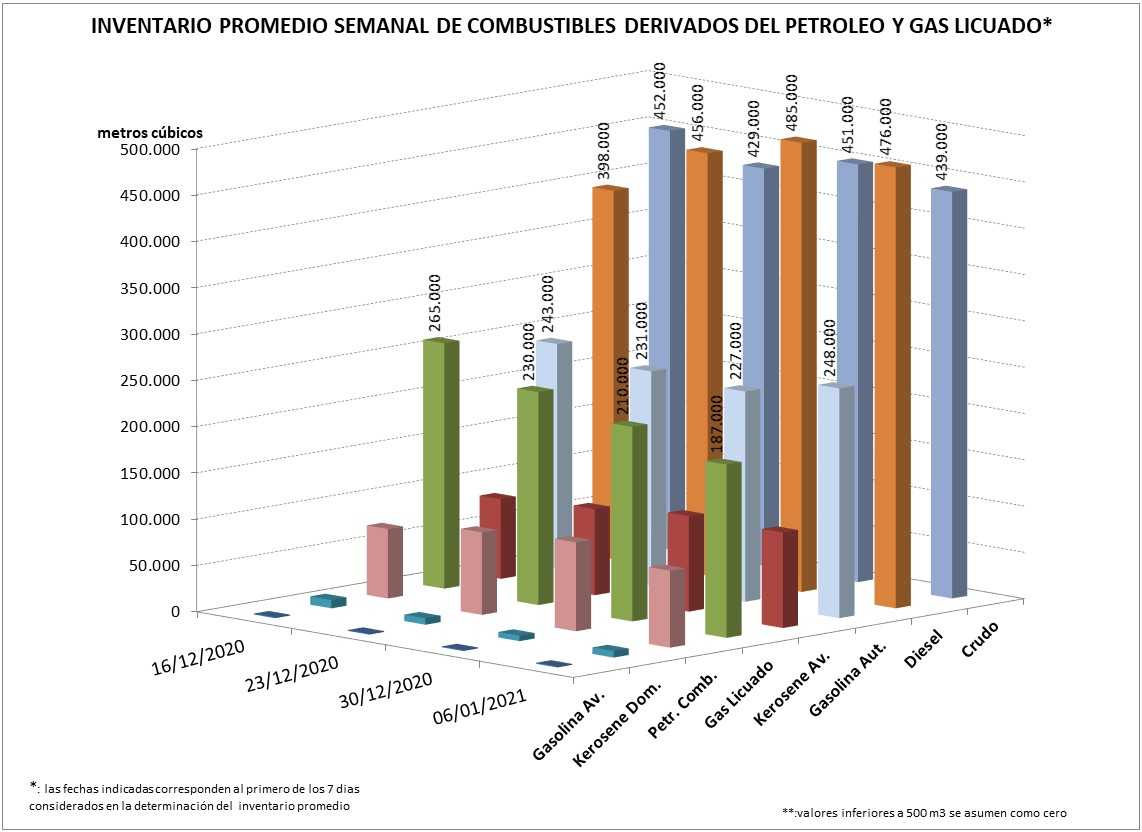 INVENTARIO PROMEDIO SEMANAL DE COMBUSTIBLES DERIVADOS DEL PETROLEO Y GAS LICUADO*
metros cúbicos
500.000
450.000
400.000
350.000
300.000
250.000
200.000
150.000
100.000
50.000
0
265.000
230.000
210.000
187.000
243.000
231.000
227.000
248.000
398.000
456.000
485.000
476.000
452.000
429.000
451.000
439.000
16/12/2020
23/12/2020
30/12/2020
06/01/2021
Gasolina Av.
Kerosene Dom.
Petr. Comb.
Gas Licuado
Kerosene Av.
Gasolina Aut.
Diesel
Crudo
*: las fechas indicadas corresponden al primero de los 7 dias
considerados en la determinación del inventario promedio
**:valores inferiores a 500 m3 se asumen como cero